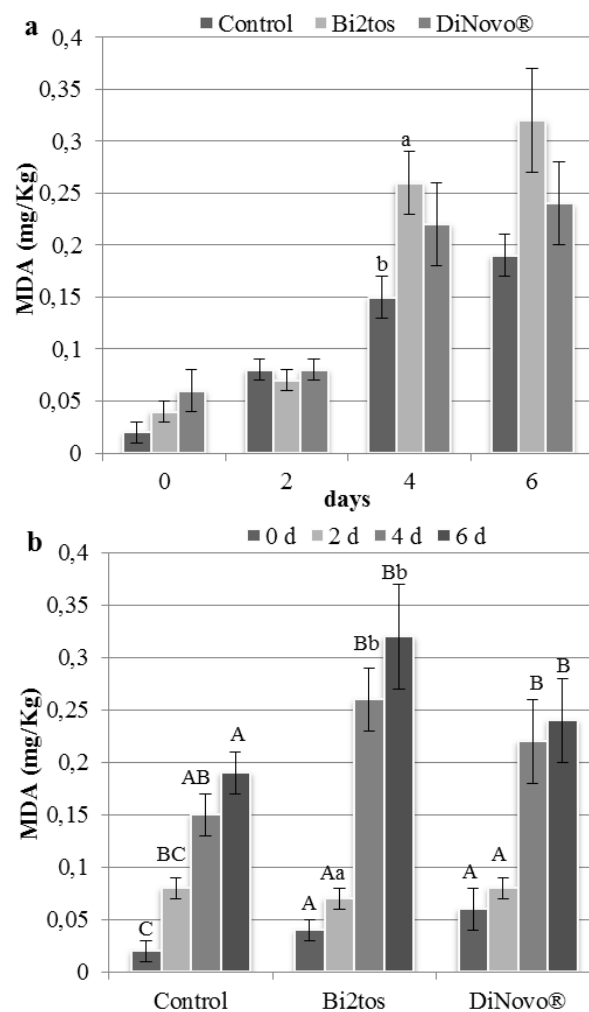 a
Control Bi2tos DiNovo®
MDA (mg/Kg)
0,4
0,35
0,3
0,25
0,2
0,15
0,1
0,05
0
a
b
0 2 4 6
days
b
0 d 2 d 4 d 6 d
MDA (mg/Kg)
0,4
0,35
0,3
0,25
0,2
0,15
0,1
0,05
0
C BC AB A
A Aa Bb Bb
A A B B
Control Bi2tos DiNovo®